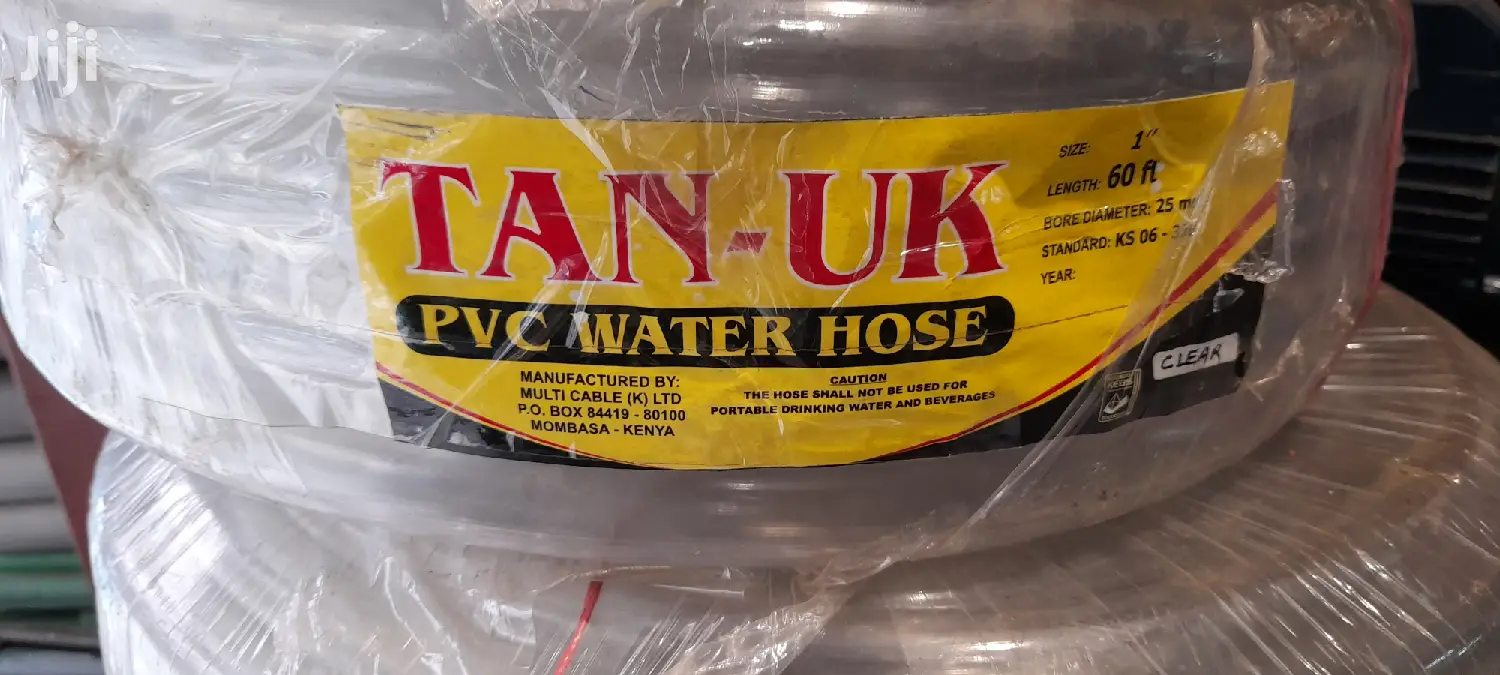 Jiji
TAN-UK
PVC WATER HOSE
SIZE: 1"
LENGTH: 60 ft
BORE DIAMETER: 25
STANDARD: KS 06 -
YEAR:
MANUFACTURED BY:
MULTI CABLE (K) LTD
P.O. BOX 84419 - 80100
MOMBASA - KENYA
CAUTION
THE HOSE SHALL NOT BE USED FOR
PORTABLE DRINKING WATER AND BEVERAGES
CLEAR